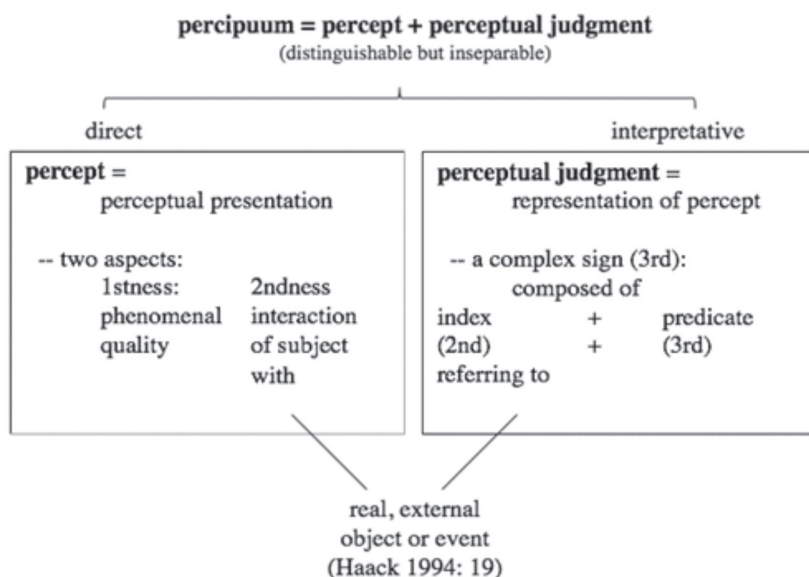 percipuum = percept + perceptual judgment
(distinguishable but inseparable)
direct
interpretative
percept =
perceptual presentation
-- two aspects:
1stness: 2ndness
phenomenal interaction
quality of subject
with
perceptual judgment =
representation of percept
-- a complex sign (3rd):
composed of
index + predicate
(2nd) + (3rd)
referring to
real, external
object or event
(Haack 1994: 19)